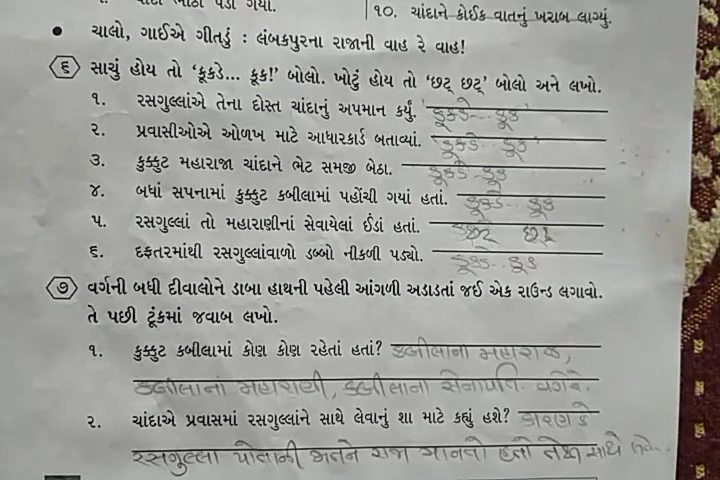 ૧૦. ચાંદાને કોઈક વાતનું ખરાબ લાગ્યું.
• ચાલો, ગાઈએ ગીતડું : લંબકપુરના રાજાની વાહ રે વાહ!
૬ સાચું હોય તો ‘કૂકડે... કૂક!’ બોલો. ખોટું હોય તો ‘છટ્ છટ્’ બોલો અને લખો.
૧. રસગુલ્લાંએ તેના દોસ્ત ચાંદાનું અપમાન કર્યું. 'કૂકડે...કૂક'
૨. પ્રવાસીઓએ ઓળખ માટે આધારકાર્ડ બતાવ્યાં. 'કૂકડે... કૂક'
૩. કુક્કુટ મહારાજા ચાંદાને ભેટ સમજી બેઠા. કૂકડે-કૂક
૪. બધાં સપનામાં કુક્કુટ કબીલામાં પહોંચી ગયાં હતાં. કૂકડે.. કૂક
૫. રસગુલ્લાં તો મહારાણીનાં સેવાયેલાં ઈંડાં હતાં. છટ્ છટ્
૬. દફતરમાંથી રસગુલ્લાંવાળો ડબ્બો નીકળી પડ્યો. કૂકડે..કૂક
૭ વર્ગની બધી દીવાલોને ડાબા હાથની પહેલી આંગળી અડાડતાં જઈ એક રાઉન્ડ લગાવો.
તે પછી ટૂંકમાં જવાબ લખો.
૧. કુક્કુટ કબીલામાં કોણ કોણ રહેતાં હતાં? કબીલાના મહારાજ,
કબીલાનાં મહારાણી, કબીલાના સેનાપતિ વગેરે.
૨. ચાંદાએ પ્રવાસમાં રસગુલ્લાંને સાથે લેવાનું શા માટે કહ્યું હશે? કારણ કે
રસગુલ્લા પોતાની જાતને રાજા માનતો હતો સાથે